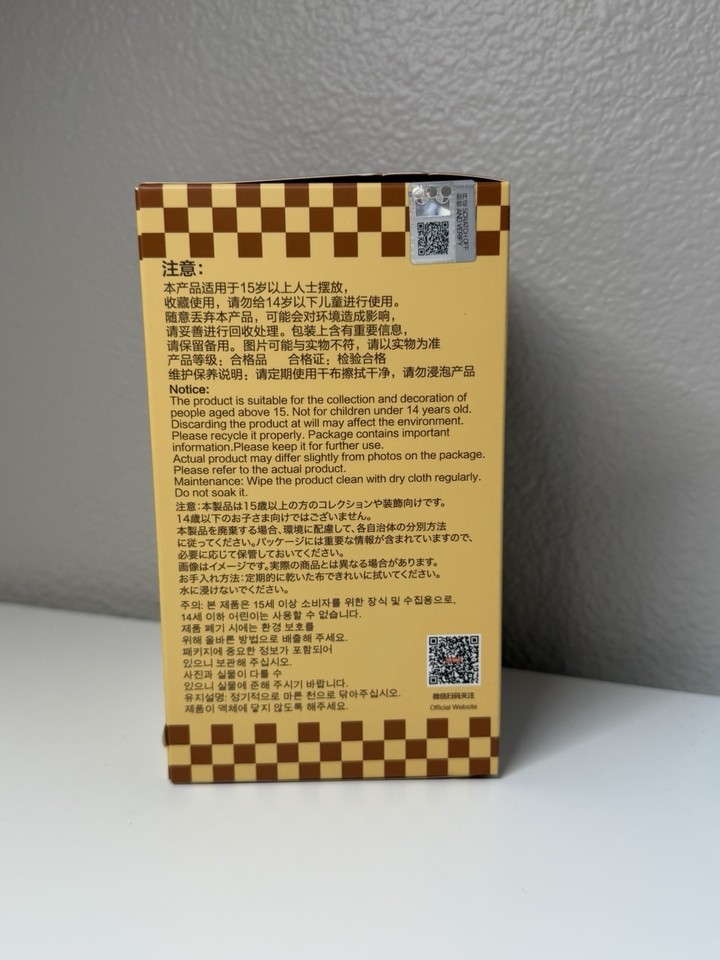 SCRATCH OFF
AND VERIFY
注意：
本产品适用于15岁以上人士摆放，
收藏使用，请勿给14岁以下儿童进行使用。
随意丢弃本产品，可能会对环境造成影响，
请妥善进行回收处理。包装上含有重要信息，
请保留备用。图片可能与实物不符，请以实物为准
产品等级：合格品 合格证：检验合格
维护保养说明：请定期使用干布擦拭干净，请勿浸泡产品
Notice:
The product is suitable for the collection and decoration of
people aged above 15. Not for children under 14 years old.
Discarding the product at will may affect the environment.
Please recycle it properly. Package contains important
information.Please keep it for further use.
Actual product may differ slightly from photos on the package.
Please refer to the actual product.
Maintenance: Wipe the product clean with dry cloth regularly.
Do not soak it.
注意：本製品は15歳以上の方のコレクションや装飾向けです。
14歳以下のお子さま向けではございません。
本製品を廃棄する場合、環境に配慮して、各自治体の分別方法
に従ってください。パッケージには重要な情報が含まれていますので、
必要に応じて保管しておいてください。
画像はイメージです。実際の商品とは異なる場合があります。
お手入れ方法：定期的に乾いた布できれいに拭いてください。
水に浸けないでください。
주의: 본 제품은 15세 이상 소비자를 위한 장식 및 수집용으로,
14세 이하 어린이는 사용할 수 없습니다.
제품 폐기 시에는 환경 보호를
위해 올바른 방법으로 배출해 주세요.
패키지에 중요한 정보가 포함되어
있으니 보관해 주십시오.
사진과 실물이 다를 수
있으니 실물에 준해 주시기 바랍니다.
유지설명: 정기적으로 마른 천으로 닦아주십시오.
제품이 액체에 닿지 않도록 해주세요.
微信扫码关注
Official Website